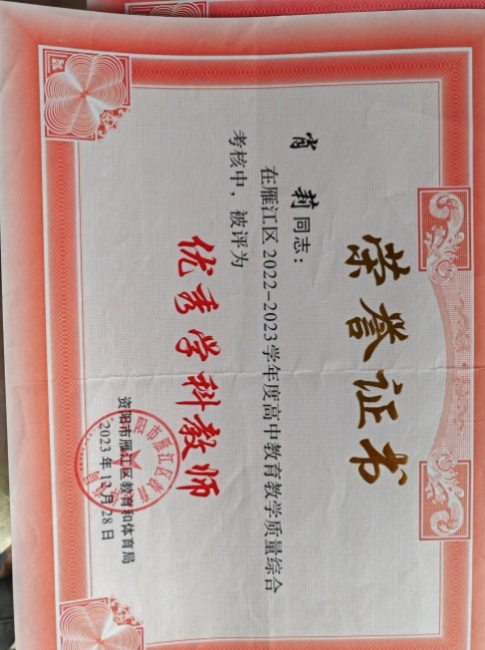 荣誉证书
肖莉同志：
在雁江区2022-2023学年度高中教育教学质量综合
考核中，被评为
优秀学科教师
资阳市雁江区教育和体育局
2023年12月28日